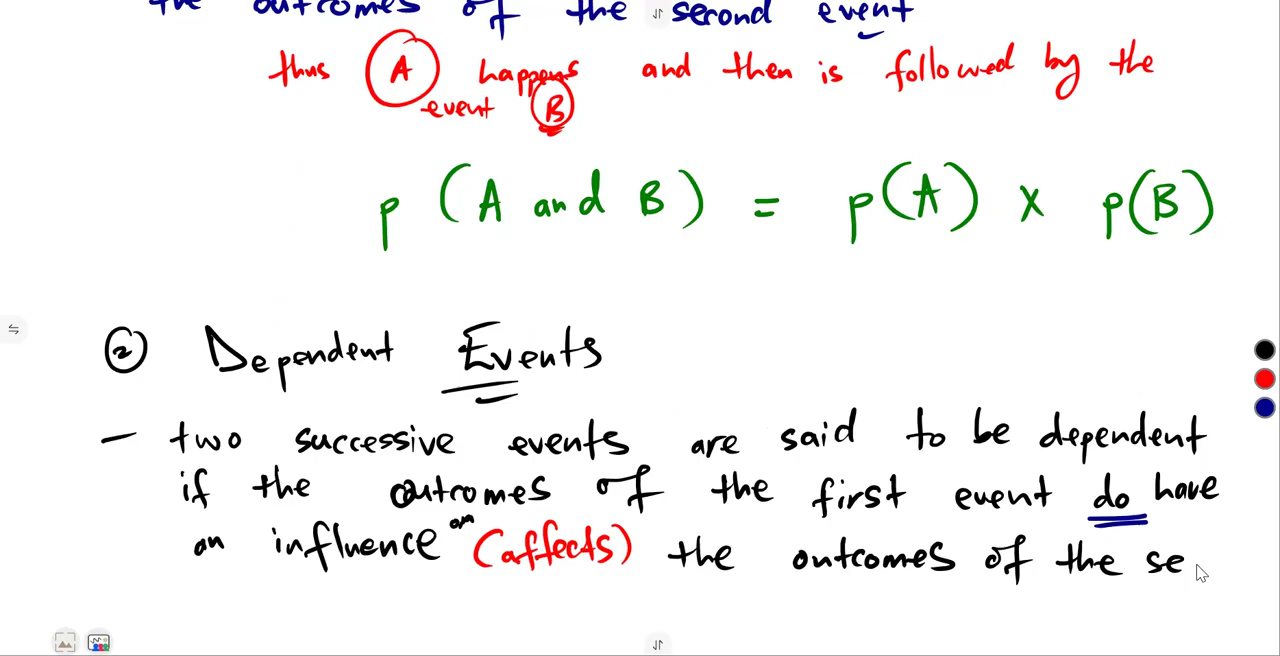 the outcomes of the second event
thus A happens and then is followed by the
event B
p (A and B) = p(A) x p(B)
2 Dependent Events
- two successive events are said to be dependent
if the outcomes of the first event do have
an influence on (affects) the outcomes of the se